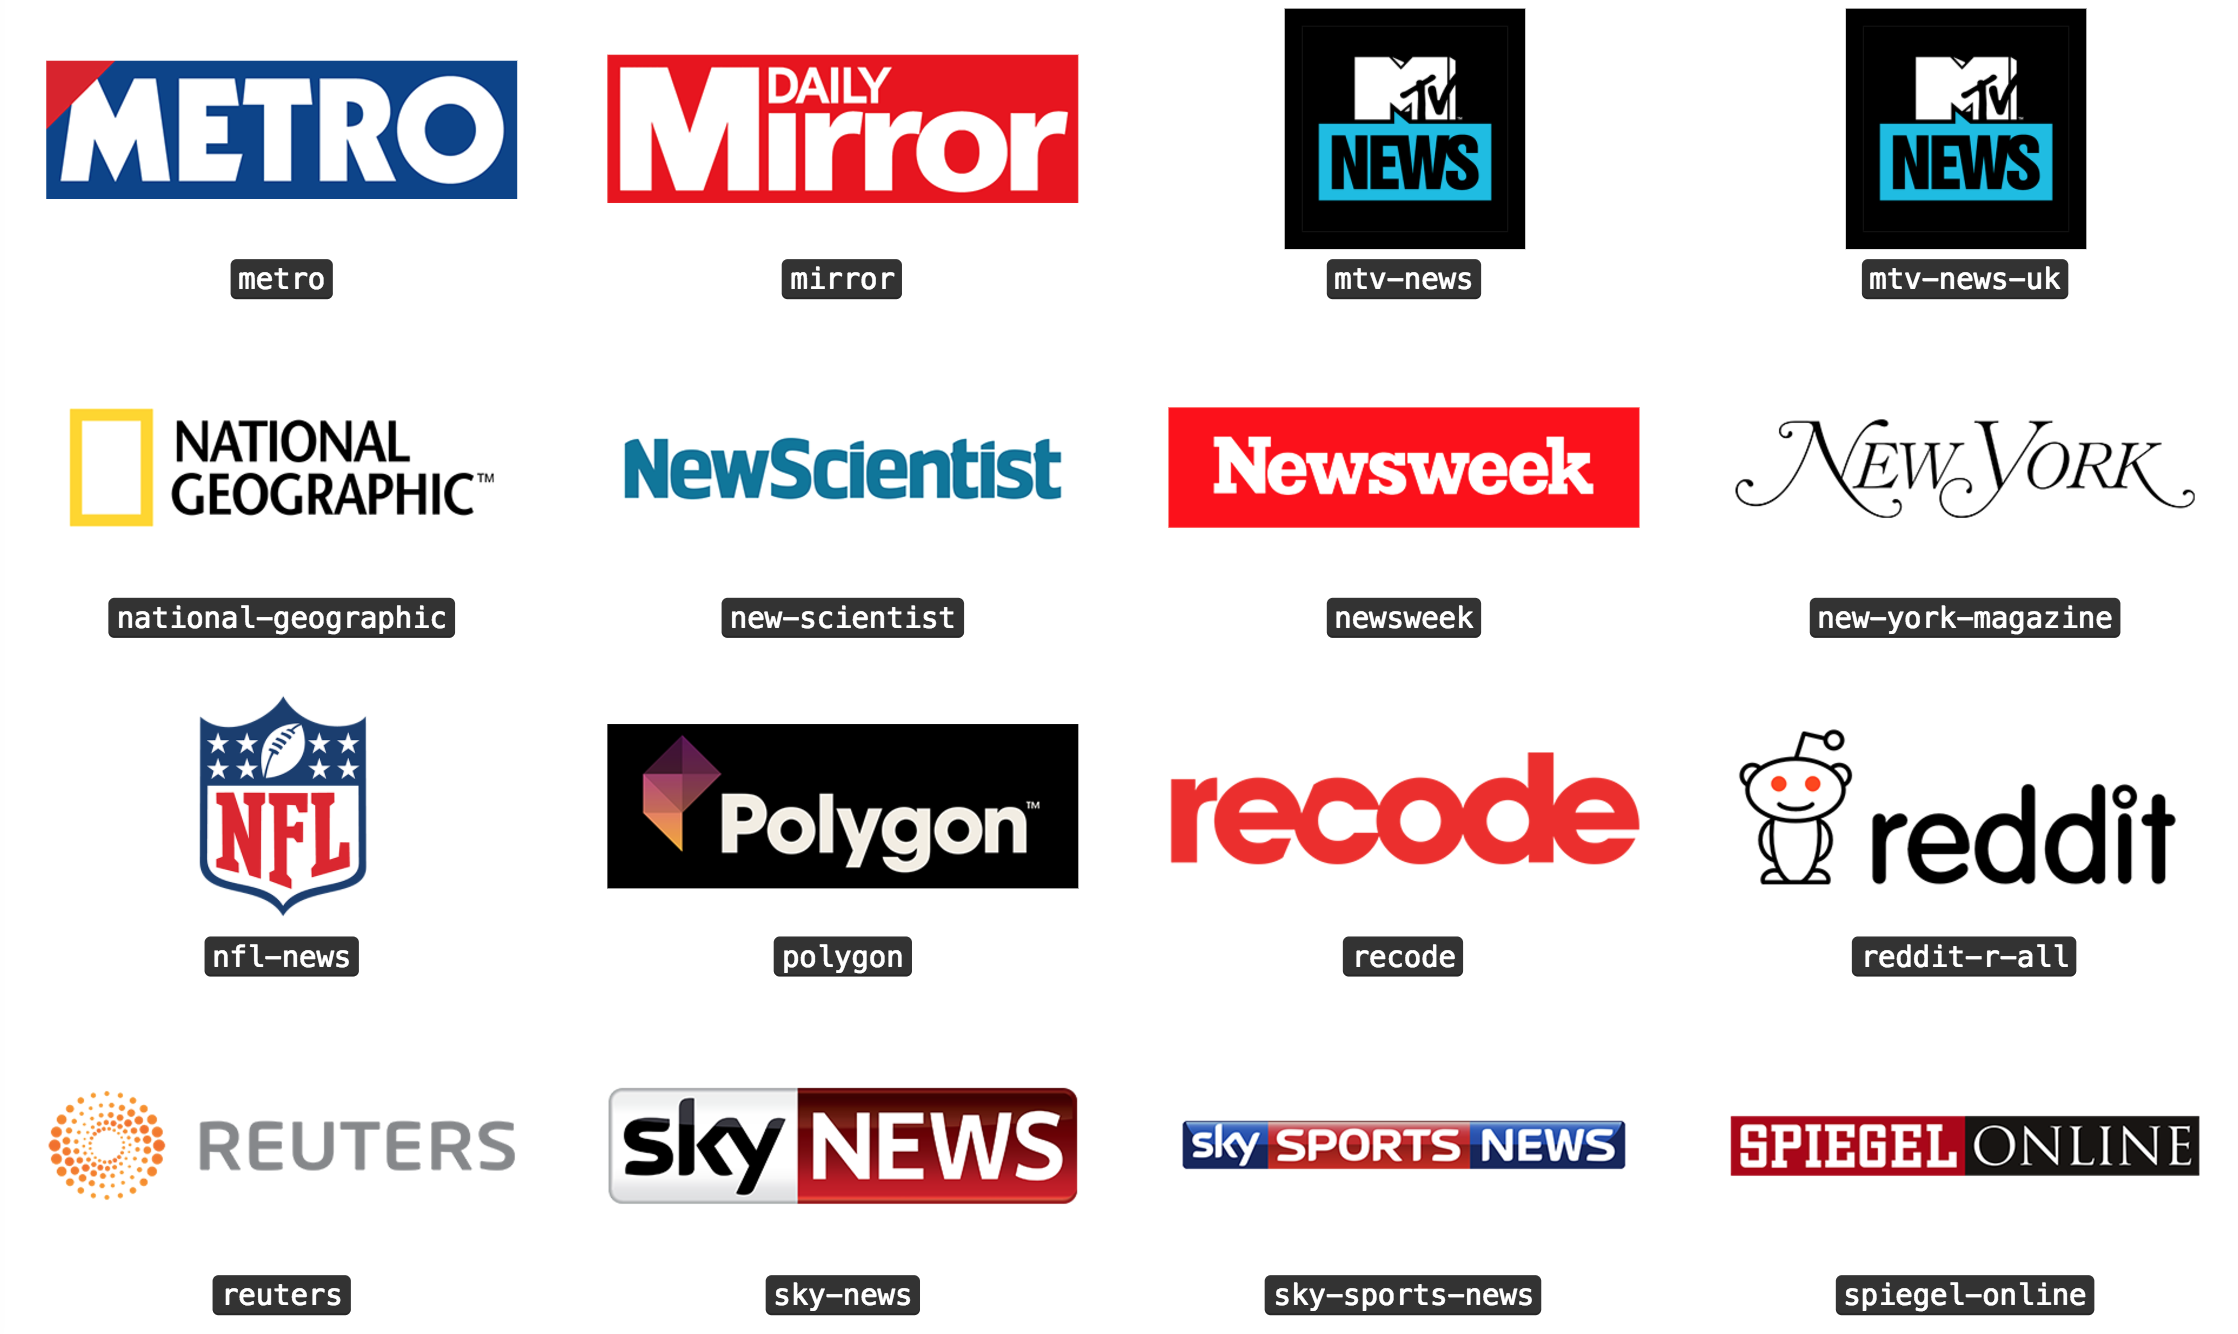 METRO
DAILY
Mirror
MTV
NEWS
MTV
NEWS
metro
mirror
mtv-news
mtv-news-uk
NATIONAL
GEOGRAPHIC™
NewScientist
Newsweek
NEW YORK
national-geographic
new-scientist
newsweek
new-york-magazine
NFL
Polygon™
recode
reddit
nfl-news
polygon
recode
reddit-r-all
REUTERS
sky NEWS
sky SPORTS NEWS
SPIEGEL ONLINE
reuters
sky-news
sky-sports-news
spiegel-online